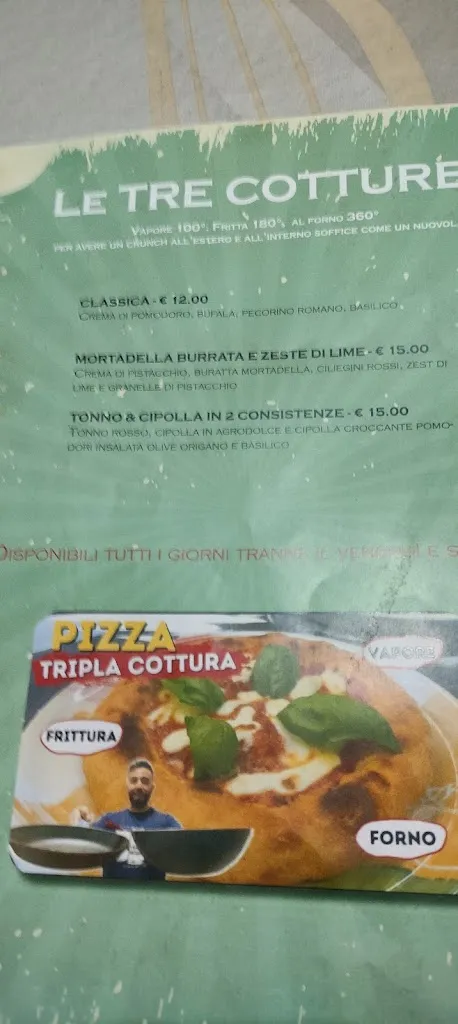 LE TRE COTTURE
VAPORE 100°, FRITTA 180°, AL FORNO 360°
PER AVERE UN CRUNCH ALL'ESTERO E ALL'INTERNO SOFFICE COME UN NUOVOL
CLASSICA - € 12.00
CREMA DI POMODORO, BUFALA, PECORINO ROMANO, BASILICO
MORTADELLA BURRATA E ZESTE DI LIME - € 15.00
CREMA DI PISTACCHIO, BURATTA MORTADELLA, CILIEGINI ROSSI, ZEST DI
LIME E GRANELLE DI PISTACCHIO
TONNO & CIPOLLA IN 2 CONSISTENZE - € 15.00
TONNO ROSSO, CIPOLLA IN AGRODOLCE E CIPOLLA CROCCANTE POMO-
DORI INSALATA OLIVE ORIGANO E BASILICO
DISPONIBILI TUTTI I GIORNI TRANNE IL VENERDI E S
PIZZA
TRIPLA COTTURA
VAPORE
FRITTURA
FORNO